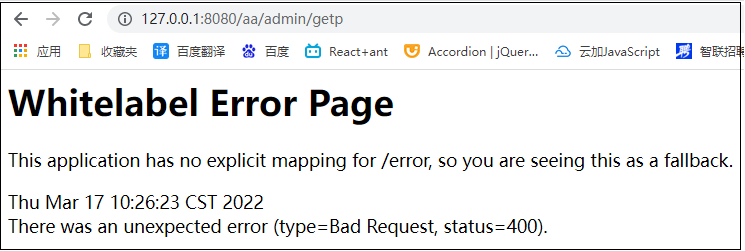 127.0.0.1:8080/aa/admin/getp
应用 收藏夹 译 百度翻译 百度 React+ant Accordion | jQuer... 云加JavaScript 智联招聘
Whitelabel Error Page
This application has no explicit mapping for /error, so you are seeing this as a fallback.
Thu Mar 17 10:26:23 CST 2022
There was an unexpected error (type=Bad Request, status=400).